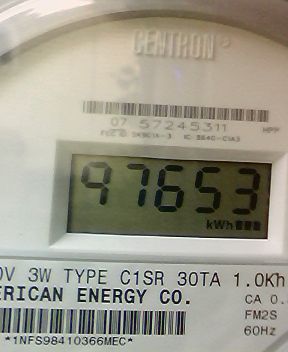 CENTRON®
07 57245311 HPP
97653
kWh
0V 3W TYPE C1SR 30TA 1.0Kh
ERICAN ENERGY CO. CA 0.
FM2S
60Hz
*1NFS98410366MEC*